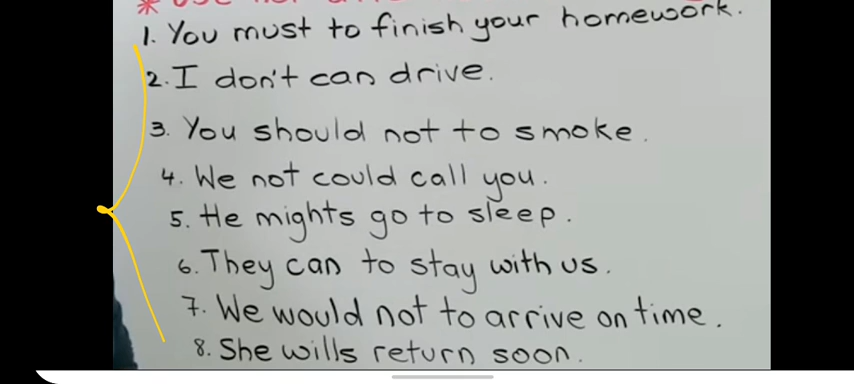 1. You must to finish your homework.
2. I don't can drive.
3. You should not to smoke.
4. We not could call you.
5. He mights go to sleep.
6. They can to stay with us.
7. We would not to arrive on time.
8. She wills return soon.